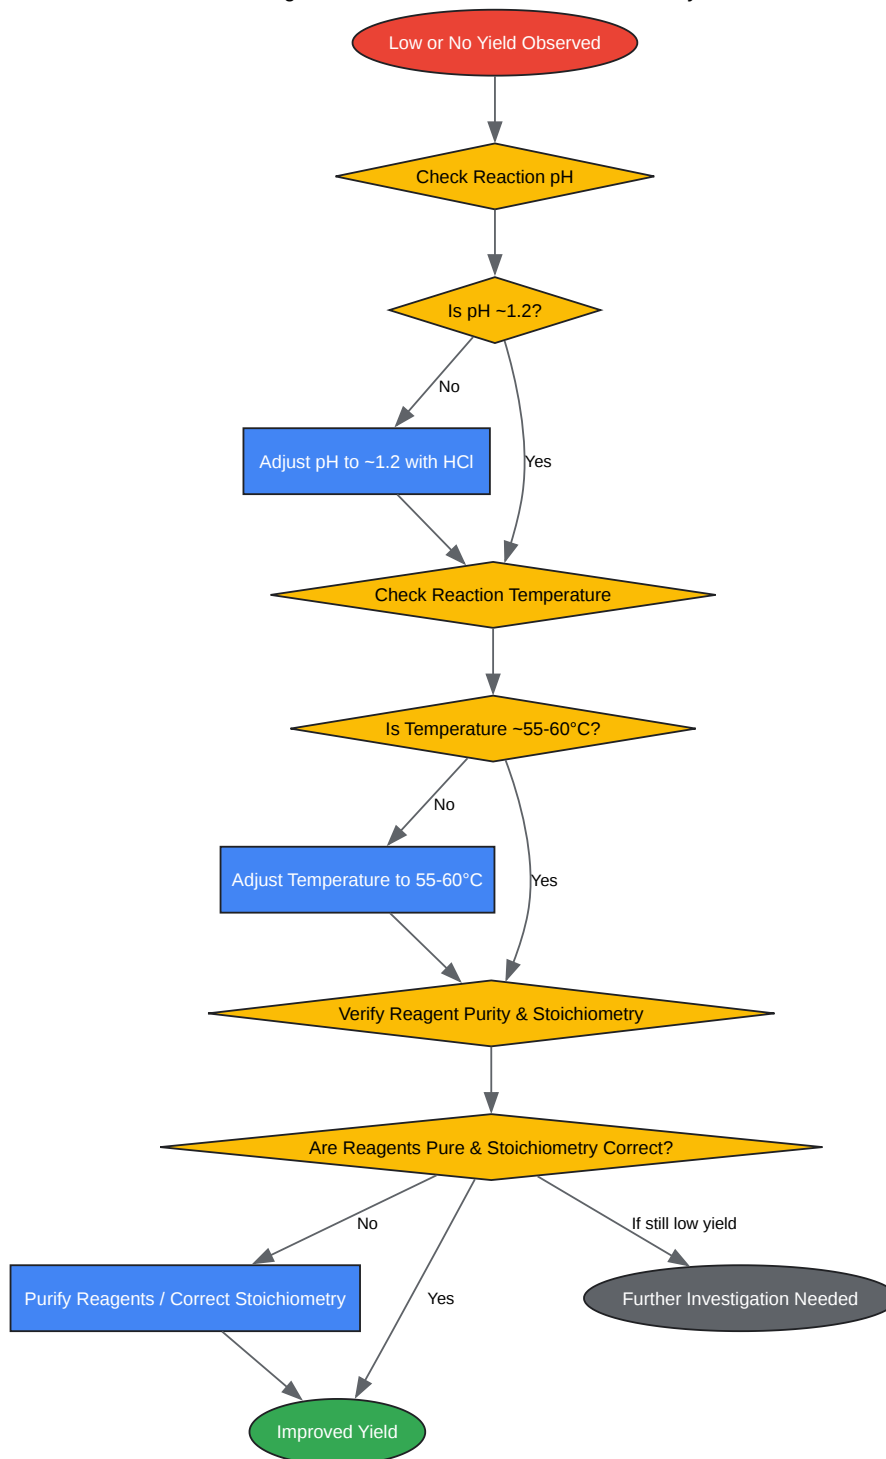 Low or No Yield Observed
Check Reaction pH
Is pH ~1.2?
No
Adjust pH to ~1.2 with HCl
Yes
Check Reaction Temperature
Is Temperature ~55-60°C?
No
Adjust Temperature to 55-60°C
Yes
Verify Reagent Purity & Stoichiometry
Are Reagents Pure & Stoichiometry Correct?
No
If still low yield
Purify Reagents / Correct Stoichiometry
Yes
Further Investigation Needed
Improved Yield